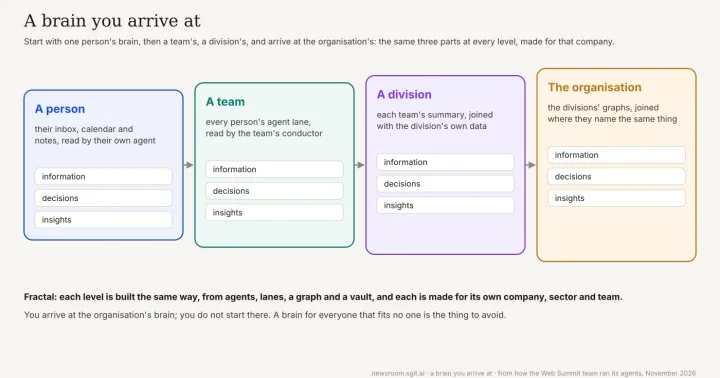 A brain you arrive at
Start with one person's brain, then a team's, a division's, and arrive at the organisation's: the same three parts at every level, made for that company.
A person
their inbox, calendar and
notes, read by their own agent
information
decisions
insights
A team
every person's agent lane,
read by the team's conductor
information
decisions
insights
A division
each team's summary, joined
with the division's own data
information
decisions
insights
The organisation
the divisions' graphs, joined
where they name the same thing
information
decisions
insights
Fractal: each level is built the same way, from agents, lanes, a graph and a vault, and each is made for its own company, sector and team.
You arrive at the organisation's brain; you do not start there. A brain for everyone that fits no one is the thing to avoid.
newsroom.sgit.ai · a brain you arrive at · from how the Web Summit team ran its agents, November 2026